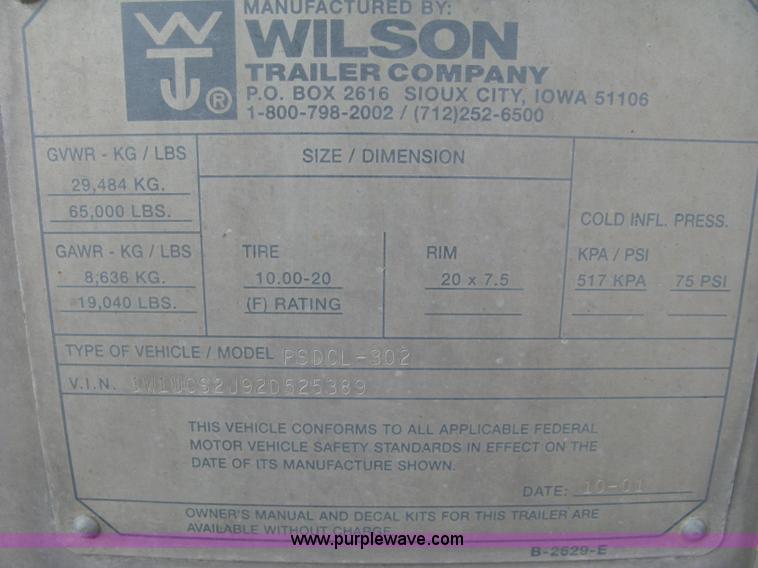 MANUFACTURED BY:
WTJ ®
WILSON
TRAILER COMPANY
P.O. BOX 2616 SIOUX CITY, IOWA 51106
1-800-798-2002 / (712)252-6500
GVWR - KG / LBS
29,484 KG.
65,000 LBS.
GAWR - KG / LBS
8,636 KG.
19,040 LBS.
SIZE / DIMENSION
TIRE
10.00-20
(F) RATING
RIM
20 x 7.5
COLD INFL. PRESS.
KPA / PSI
517 KPA 75 PSI
TYPE OF VEHICLE / MODEL PSDCL-302
V.I.N. 1W1UCS2J92D525389
THIS VEHICLE CONFORMS TO ALL APPLICABLE FEDERAL
MOTOR VEHICLE SAFETY STANDARDS IN EFFECT ON THE
DATE OF ITS MANUFACTURE SHOWN.
DATE: 10-01
OWNER'S MANUAL AND DECAL KITS FOR THIS TRAILER ARE
AVAILABLE WITHOUT CHARGE
www.purplewave.com
B-2629-E